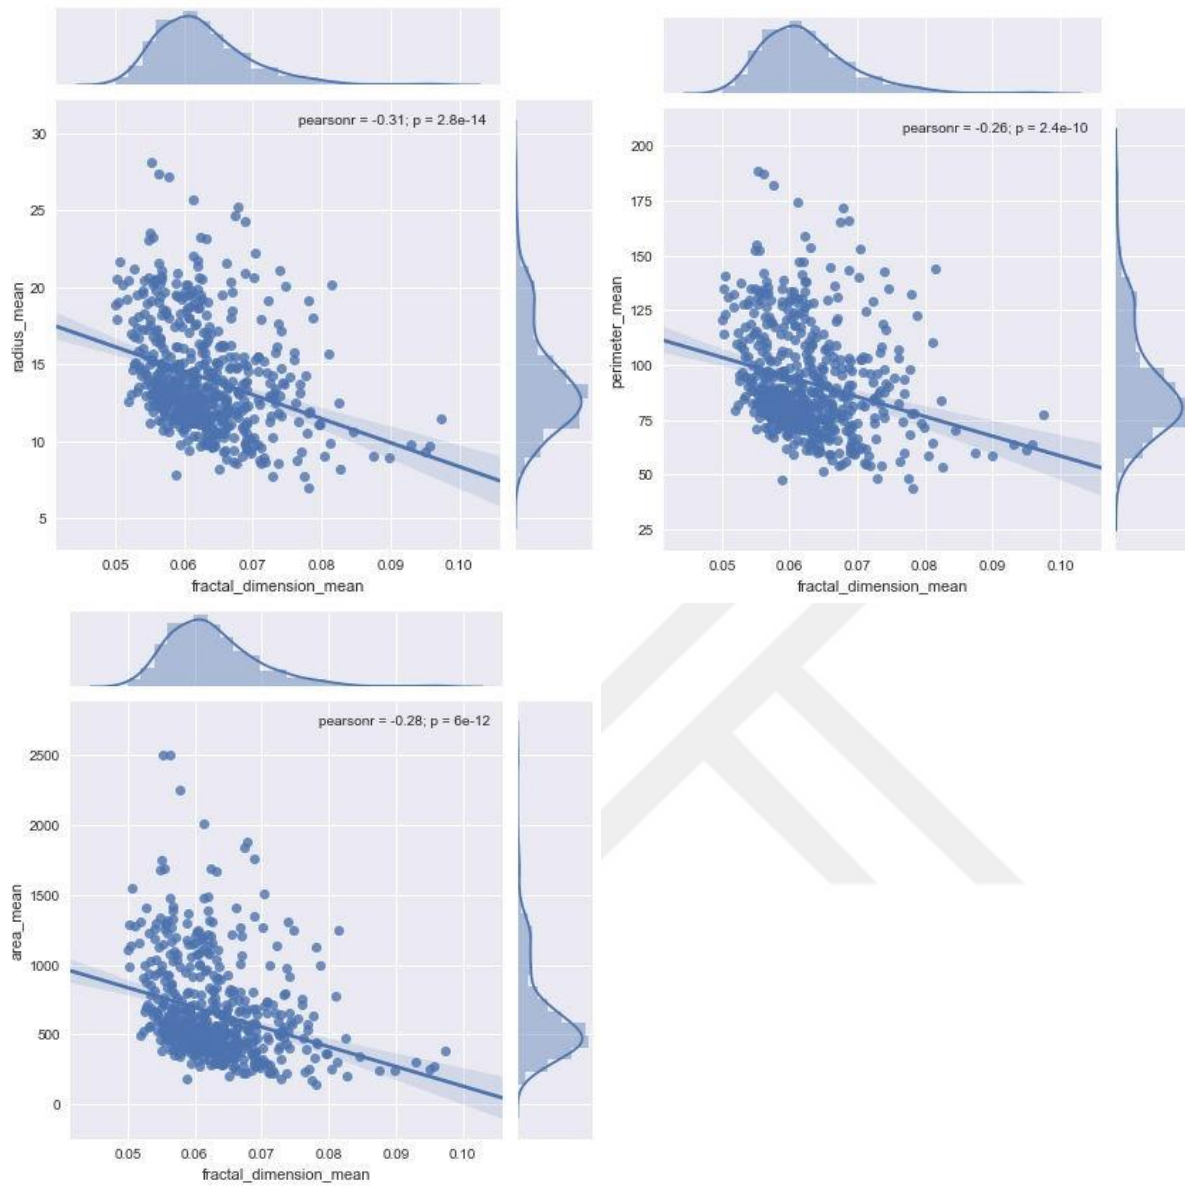 pearsonr = -0.31; p = 2.8e-14
30
25
20
15
10
5
radius_mean
0.05 0.06 0.07 0.08 0.09 0.10
fractal_dimension_mean
pearsonr = -0.26; p = 2.4e-10
200
175
150
125
100
75
50
25
perimeter_mean
0.05 0.06 0.07 0.08 0.09 0.10
fractal_dimension_mean
pearsonr = -0.28; p = 6e-12
2500
2000
1500
1000
500
0
area_mean
0.05 0.06 0.07 0.08 0.09 0.10
fractal_dimension_mean